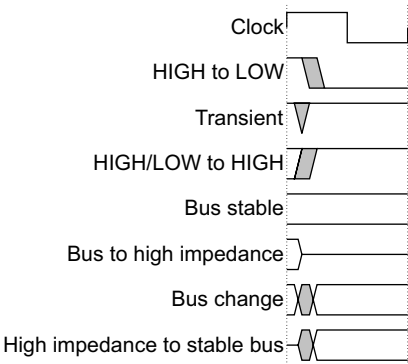 Clock
HIGH to LOW
Transient
HIGH/LOW to HIGH
Bus stable
Bus to high impedance
Bus change
High impedance to stable bus